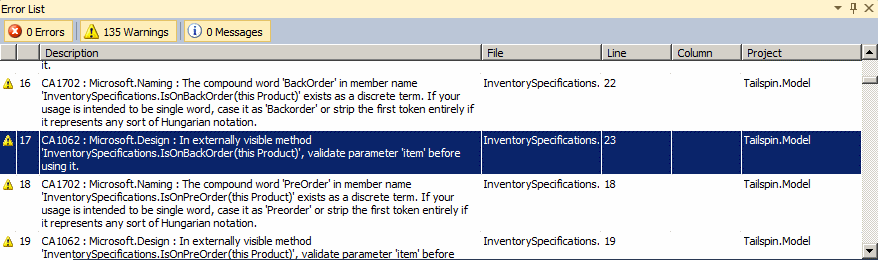 Error List
0 Errors 135 Warnings 0 Messages
Description File Line Column Project
it.
16 CA1702 : Microsoft.Naming : The compound word 'BackOrder' in member name InventorySpecifications. 22 Tailspin.Model
'InventorySpecifications.IsOnBackOrder(this Product)' exists as a discrete term. If your
usage is intended to be single word, case it as 'Backorder' or strip the first token entirely if
it represents any sort of Hungarian notation.
17 CA1062 : Microsoft.Design : In externally visible method InventorySpecifications. 23 Tailspin.Model
'InventorySpecifications.IsOnBackOrder(this Product)', validate parameter 'item' before
using it.
18 CA1702 : Microsoft.Naming : The compound word 'PreOrder' in member name InventorySpecifications. 18 Tailspin.Model
'InventorySpecifications.IsOnPreOrder(this Product)' exists as a discrete term. If your
usage is intended to be single word, case it as 'Preorder' or strip the first token entirely if
it represents any sort of Hungarian notation.
19 CA1062 : Microsoft.Design : In externally visible method InventorySpecifications. 19 Tailspin.Model
'InventorySpecifications.IsOnPreOrder(this Product)', validate parameter 'item' before